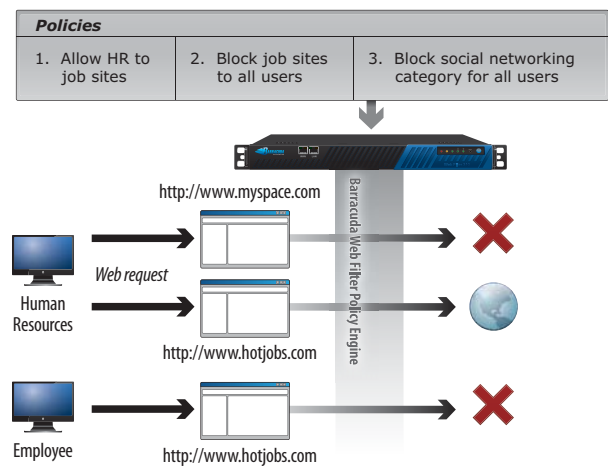 Policies
1. Allow HR to
job sites
2. Block job sites
to all users
3. Block social networking
category for all users
http://www.myspace.com
Barracuda Web Filter Policy Engine
Web request
Human
Resources
http://www.hotjobs.com
Employee
http://www.hotjobs.com